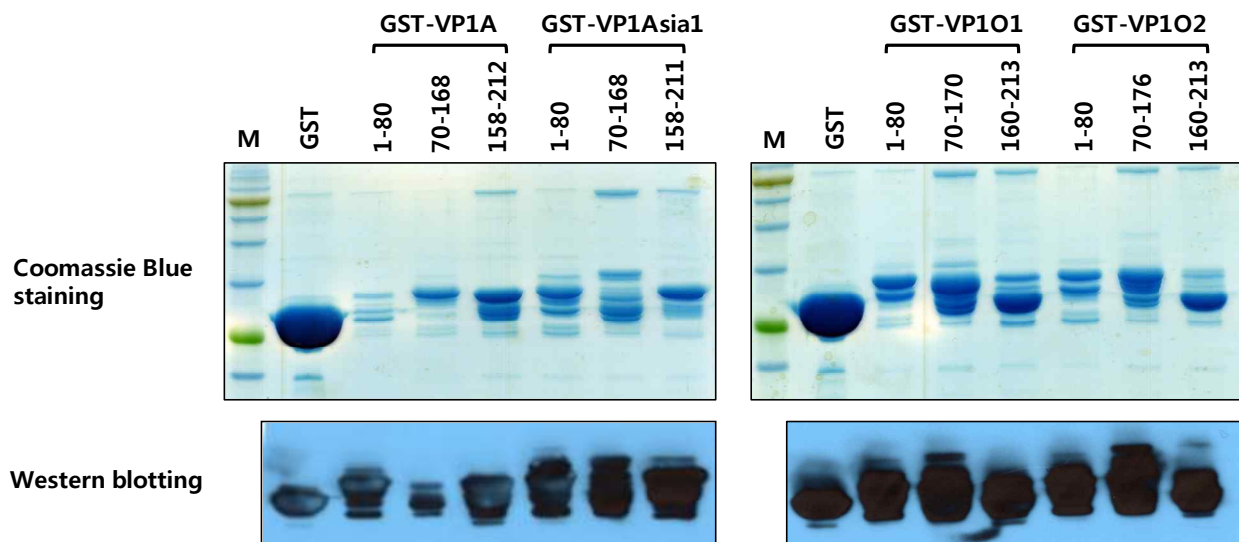 GST-VP1A GST-VP1Asia1 GST-VP1O1 GST-VP1O2
M GST 1-80 70-168 158-212 1-80 70-168 158-211 M GST 1-80 70-170 160-213 1-80 70-176 160-213
Coomassie Blue
staining
Western blotting